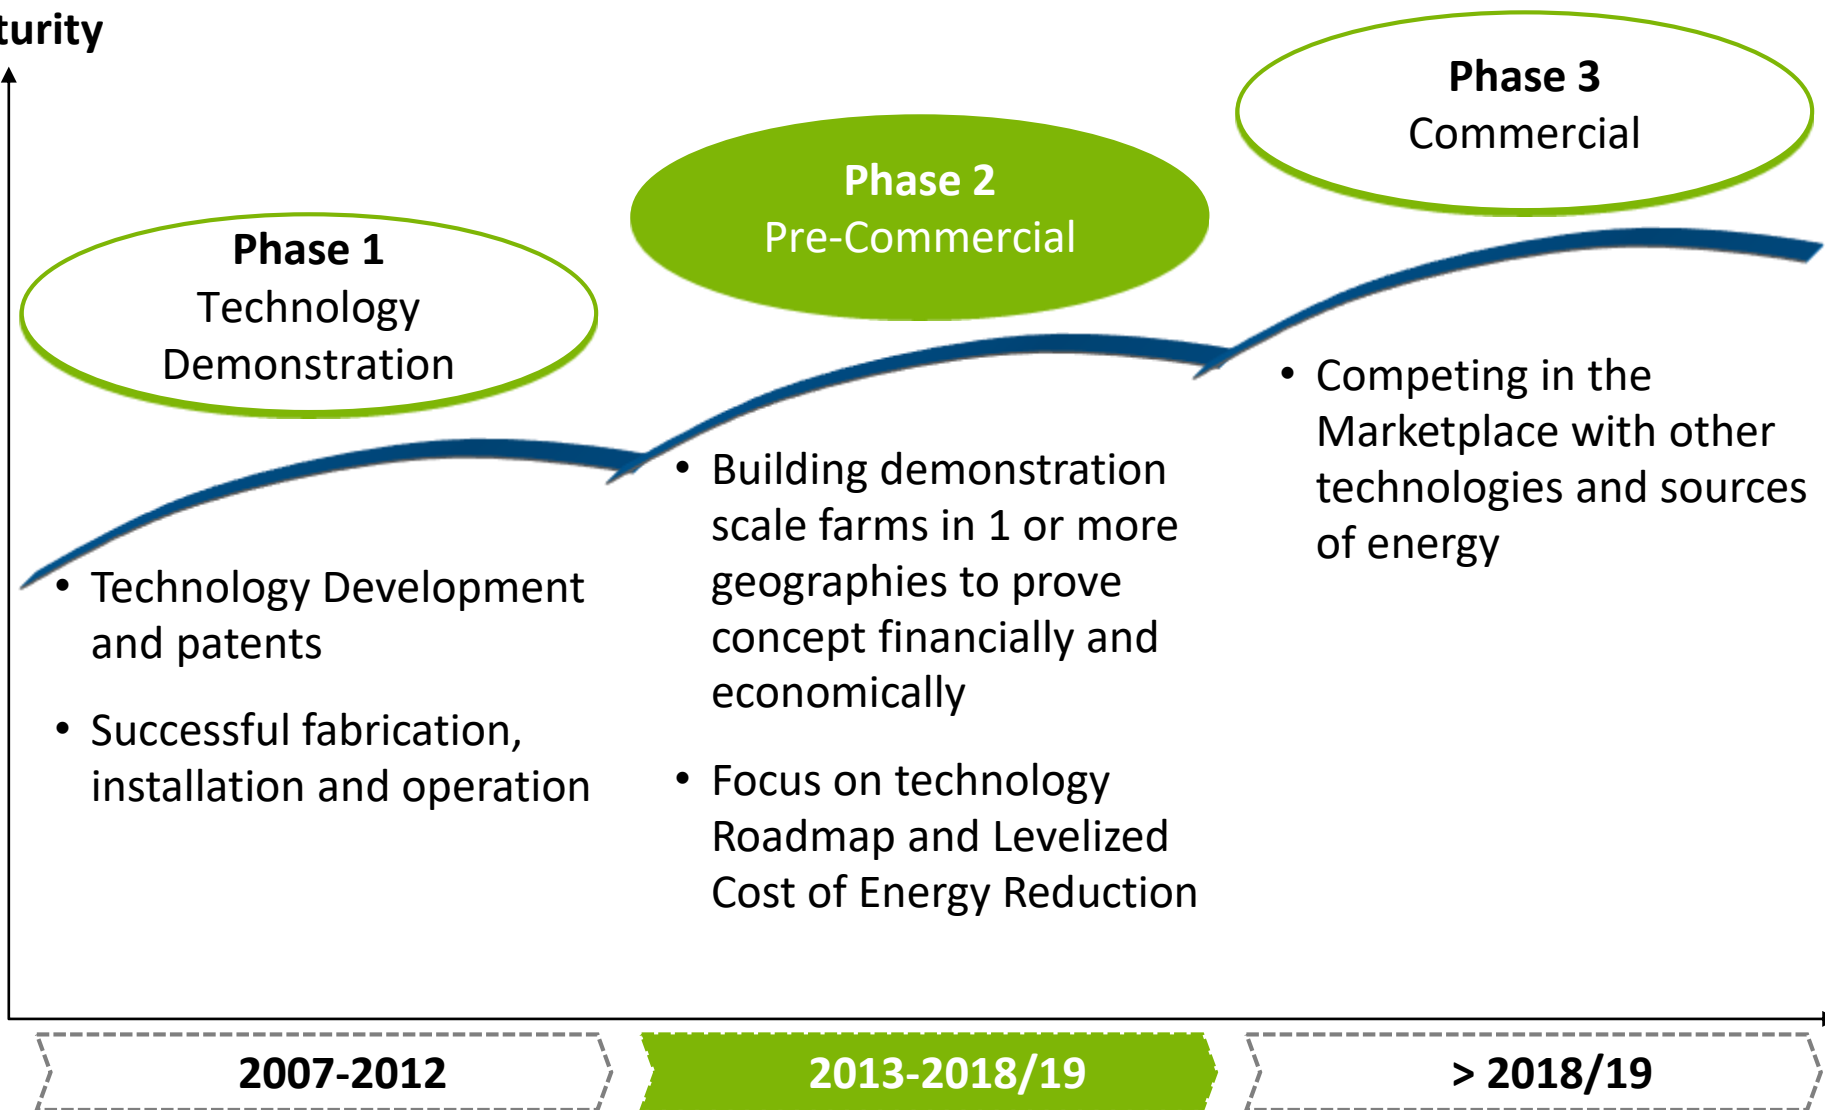 turity
Phase 1
Technology
Demonstration
• Technology Development
and patents
• Successful fabrication,
installation and operation
2007-2012
Phase 2
Pre-Commercial
• Building demonstration
scale farms in 1 or more
geographies to prove
concept financially and
economically
• Focus on technology
Roadmap and Levelized
Cost of Energy Reduction
2013-2018/19
Phase 3
Commercial
• Competing in the
Marketplace with other
technologies and sources
of energy
> 2018/19